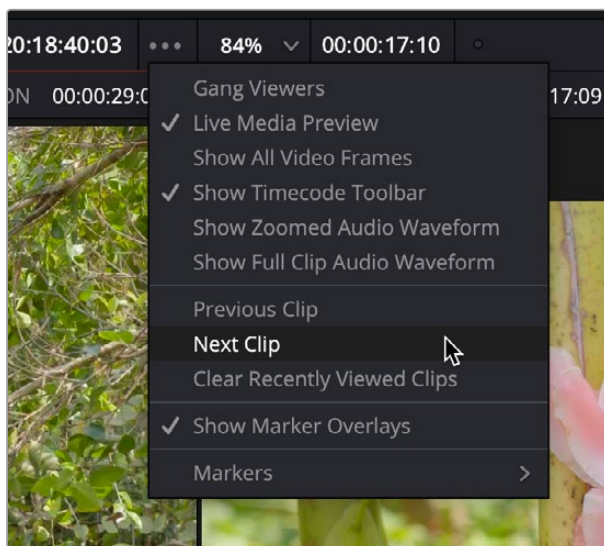 20:18:40:03 ••• 84% 00:00:17:10
00:00:29:0 17:09
Gang Viewers
✓ Live Media Preview
Show All Video Frames
✓ Show Timecode Toolbar
Show Zoomed Audio Waveform
Show Full Clip Audio Waveform
Previous Clip
Next Clip
Clear Recently Viewed Clips
✓ Show Marker Overlays
Markers >